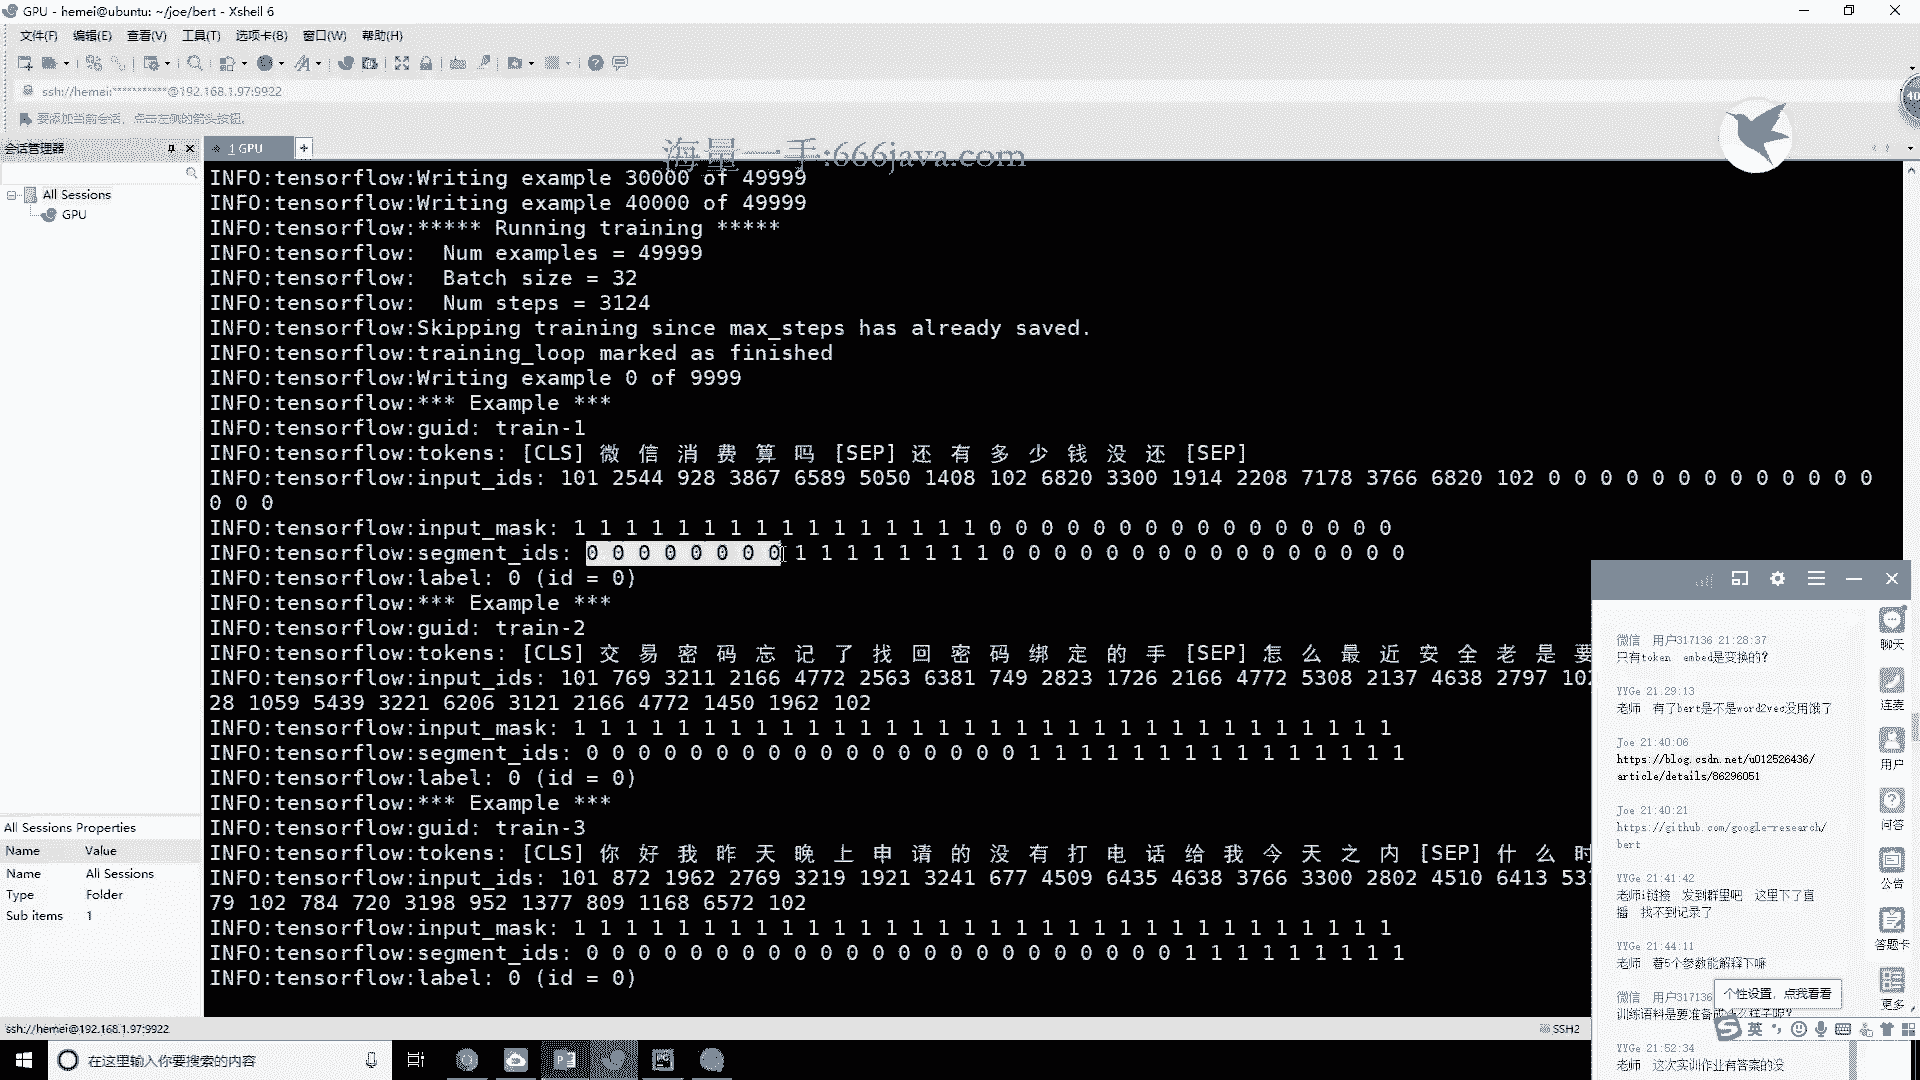 GPU - hemei@ubuntu: ~/joe/bert - Xshell 6
文件(F) 编辑(E) 查看(V) 工具(T) 选项卡(B) 窗口(W) 帮助(H)
ssh://hemei:***********@192.168.1.97:9922
要添加当前会话，点击左侧的箭头按钮。
会话管理器
1 GPU
海量一手:666java.com
40
All Sessions
GPU
INFO:tensorflow:Writing example 30000 of 49999
INFO:tensorflow:Writing example 40000 of 49999
INFO:tensorflow:***** Running training *****
INFO:tensorflow:  Num examples = 49999
INFO:tensorflow:  Batch size = 32
INFO:tensorflow:  Num steps = 3124
INFO:tensorflow:Skipping training since max_steps has already saved.
INFO:tensorflow:training_loop marked as finished
INFO:tensorflow:Writing example 0 of 9999
INFO:tensorflow:*** Example ***
INFO:tensorflow:guid: train-1
INFO:tensorflow:tokens: [CLS] 微 信 消 费 算 吗 [SEP] 还 有 多 少 钱 没 还 [SEP]
INFO:tensorflow:input_ids: 101 2544 928 3867 6589 5050 1408 102 6820 3300 1914 2208 7178 3766 6820 102 0 0 0 0 0 0 0 0 0 0 0 0 0
0 0 0
INFO:tensorflow:input_mask: 1 1 1 1 1 1 1 1 1 1 1 1 1 1 1 1 0 0 0 0 0 0 0 0 0 0 0 0 0 0 0 0
INFO:tensorflow:segment_ids: 0 0 0 0 0 0 0 0 1 1 1 1 1 1 1 1 0 0 0 0 0 0 0 0 0 0 0 0 0 0 0 0
INFO:tensorflow:label: 0 (id = 0)
INFO:tensorflow:*** Example ***
INFO:tensorflow:guid: train-2
INFO:tensorflow:tokens: [CLS] 交 易 密 码 忘 记 了 找 回 密 码 绑 定 的 手 [SEP] 怎 么 最 近 安 全 老 是 要
INFO:tensorflow:input_ids: 101 769 3211 2166 4772 2563 6381 749 2823 1726 2166 4772 5308 2137 4638 2797 102
28 1059 5439 3221 6206 3121 2166 4772 1450 1962 102
INFO:tensorflow:input_mask: 1 1 1 1 1 1 1 1 1 1 1 1 1 1 1 1 1 1 1 1 1 1 1 1 1 1 1 1 1 1 1 1
INFO:tensorflow:segment_ids: 0 0 0 0 0 0 0 0 0 0 0 0 0 0 0 0 0 1 1 1 1 1 1 1 1 1 1 1 1 1 1 1
INFO:tensorflow:label: 0 (id = 0)
INFO:tensorflow:*** Example ***
INFO:tensorflow:guid: train-3
INFO:tensorflow:tokens: [CLS] 你 好 我 昨 天 晚 上 申 请 的 没 有 打 电 话 给 我 今 天 之 内 [SEP] 什 么 时
INFO:tensorflow:input_ids: 101 872 1962 2769 3219 1921 3241 677 4509 6435 4638 3766 3300 2802 4510 6413 53
79 102 784 720 3198 952 1377 809 1168 6572 102
INFO:tensorflow:input_mask: 1 1 1 1 1 1 1 1 1 1 1 1 1 1 1 1 1 1 1 1 1 1 1 1 1 1 1 1 1 1 1 1
INFO:tensorflow:segment_ids: 0 0 0 0 0 0 0 0 0 0 0 0 0 0 0 0 0 0 0 0 0 0 0 1 1 1 1 1 1 1 1 1
INFO:tensorflow:label: 0 (id = 0)
All Sessions Properties
Name Value
Name All Sessions
Type Folder
Sub items 1
微信 用户317136 21:28:37
只有token embed是变换的?
YYGe 21:29:13
老师 有了bert是不是word2vec没用饿了
Joe 21:40:06
https://blog.csdn.net/u012526436/
article/details/86296051
Joe 21:40:21
https://github.com/google-research/
bert
YYGe 21:41:42
老师i链接 发到群里吧 这里下了直
播 找不到记录了
YYGe 21:44:11
老师 着5个参数能解释下嘛
微信 用户317136
个性设置，点我看看
训练语料是要准备成什么样子呢?
YYGe 21:52:34
老师 这次实训作业有答案的没
聊天
连麦
用户
问答
公告
答题卡
更多
英
ssh://hemei@192.168.1.97:9922
SSH2
在这里输入你要搜索的内容